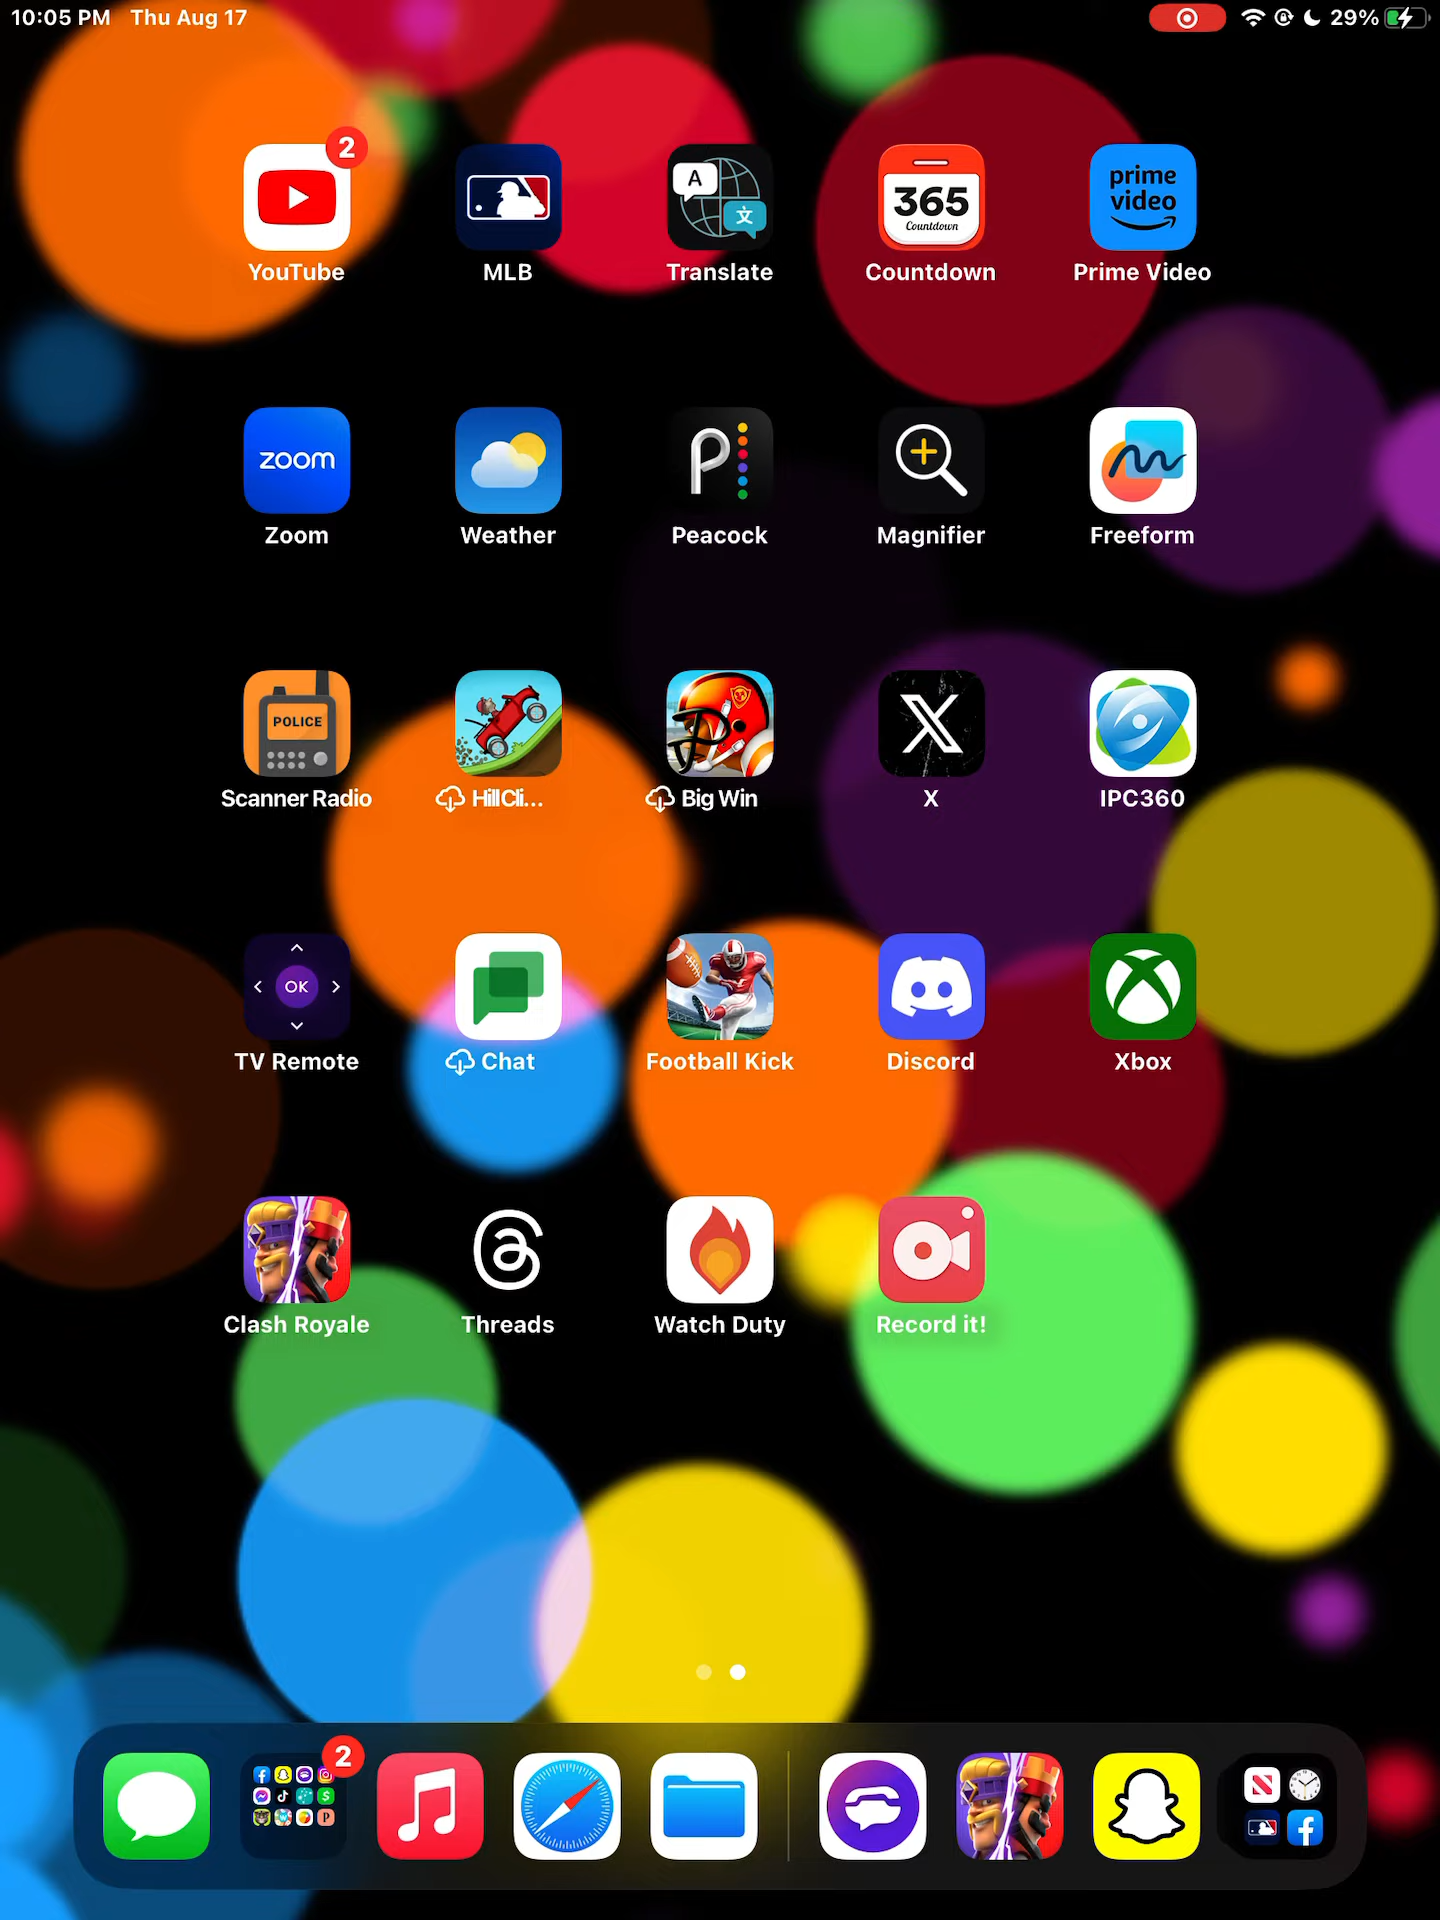 10:05 PM Thu Aug 17
29%
2
A
文
365
Countdown
prime
video
YouTube
MLB
Translate
Countdown
Prime Video
zoom
Zoom
Weather
Peacock
Magnifier
Freeform
POLICE
Scanner Radio
Hill Cli...
Big Win
X
IPC360
OK
TV Remote
Chat
Football Kick
Discord
Xbox
Clash Royale
Threads
Watch Duty
Record it!
2